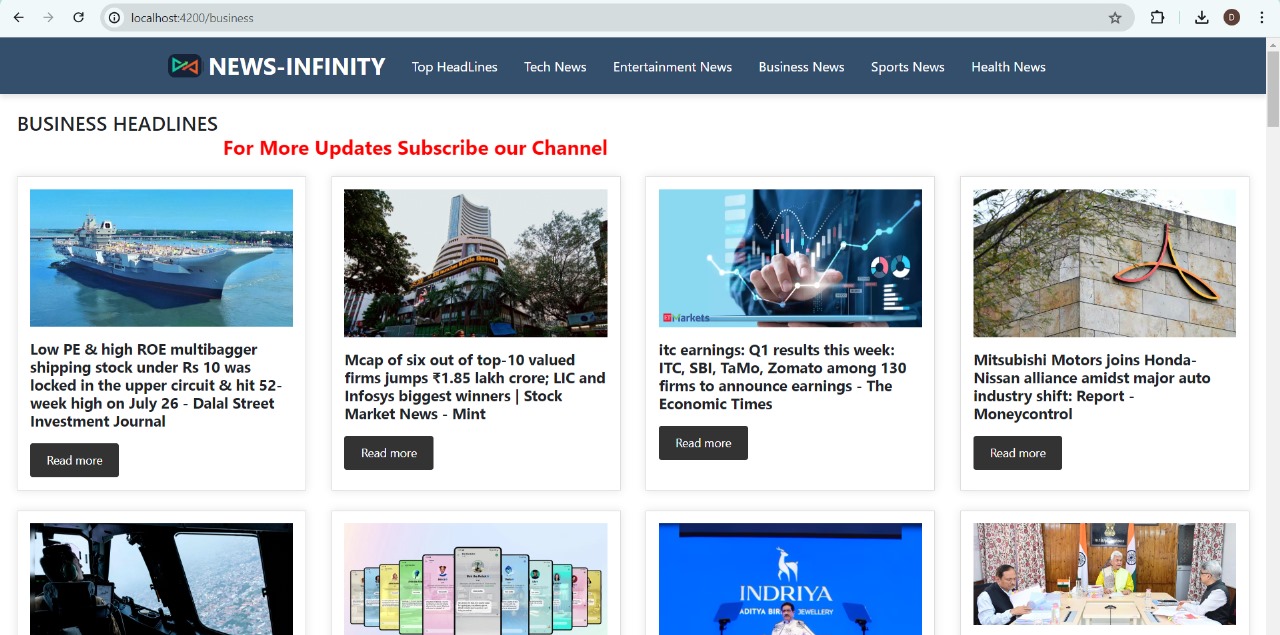 localhost:4200/business
D
NEWS-INFINITY
Top HeadLines
Tech News
Entertainment News
Business News
Sports News
Health News
BUSINESS HEADLINES
For More Updates Subscribe our Channel
Low PE & high ROE multibagger
shipping stock under Rs 10 was
locked in the upper circuit & hit 52-
week high on July 26 - Dalal Street
Investment Journal
Read more
Mcap of six out of top-10 valued
firms jumps ₹1.85 lakh crore; LIC and
Infosys biggest winners | Stock
Market News - Mint
Read more
ET Markets
itc earnings: Q1 results this week:
ITC, SBI, TaMo, Zomato among 130
firms to announce earnings - The
Economic Times
Read more
Mitsubishi Motors joins Honda-
Nissan alliance amidst major auto
industry shift: Report -
Moneycontrol
Read more
INDRIYA
ADITYA BIRLA JEWELLERY